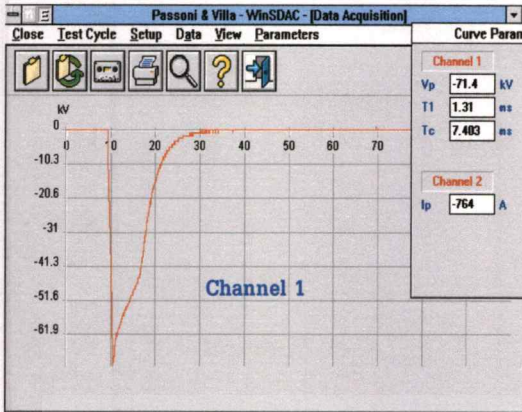 Passoni & Villa - WinSDAC - [Data Acquisition]
Close Test Cycle Setup Data View Parameters
Curve Param
Channel 1
Vp -71.4 kV
T1 1.31 ms
Tc 7.403 ms
Channel 2
Ip -764 A
kV
0
0 10 20 30 40 50 60 70
-10.3
-20.6
-31
-41.3
-51.6
-61.9
Channel 1